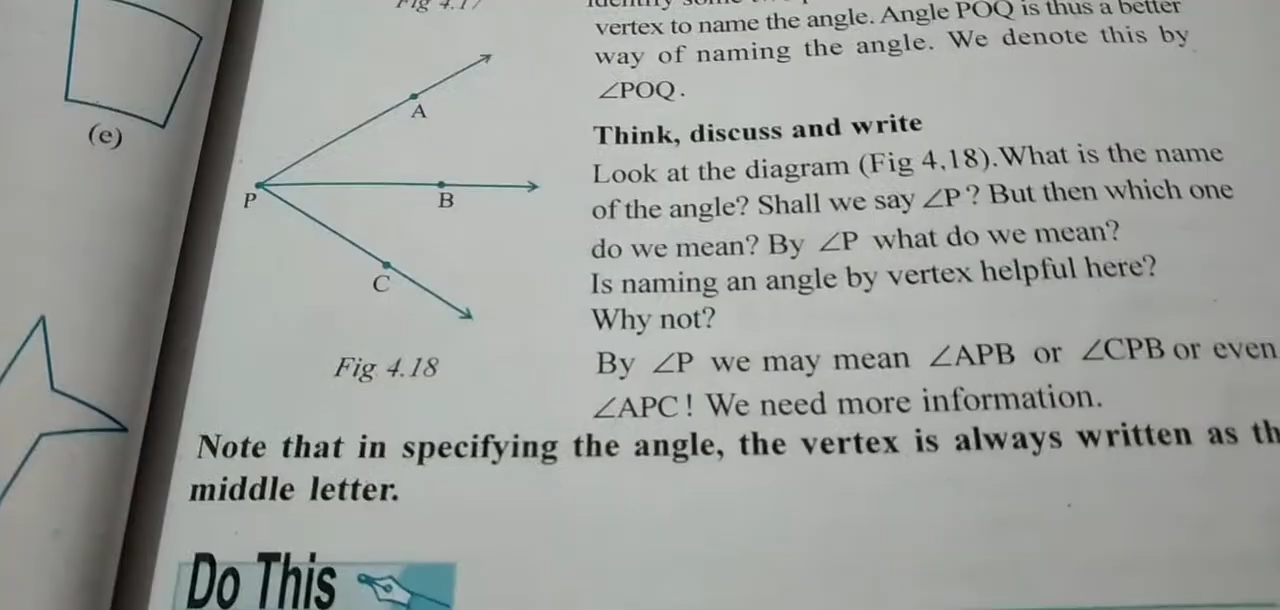 Fig 4.17
(e)
vertex to name the angle. Angle POQ is thus a better
way of naming the angle. We denote this by
∠POQ.
A
P
B
C
Fig 4.18
Think, discuss and write
Look at the diagram (Fig 4.18).What is the name
of the angle? Shall we say ∠P? But then which one
do we mean? By ∠P what do we mean?
Is naming an angle by vertex helpful here?
Why not?
By ∠P we may mean ∠APB or ∠CPB or even
∠APC! We need more information.
Note that in specifying the angle, the vertex is always written as th
middle letter.
Do This